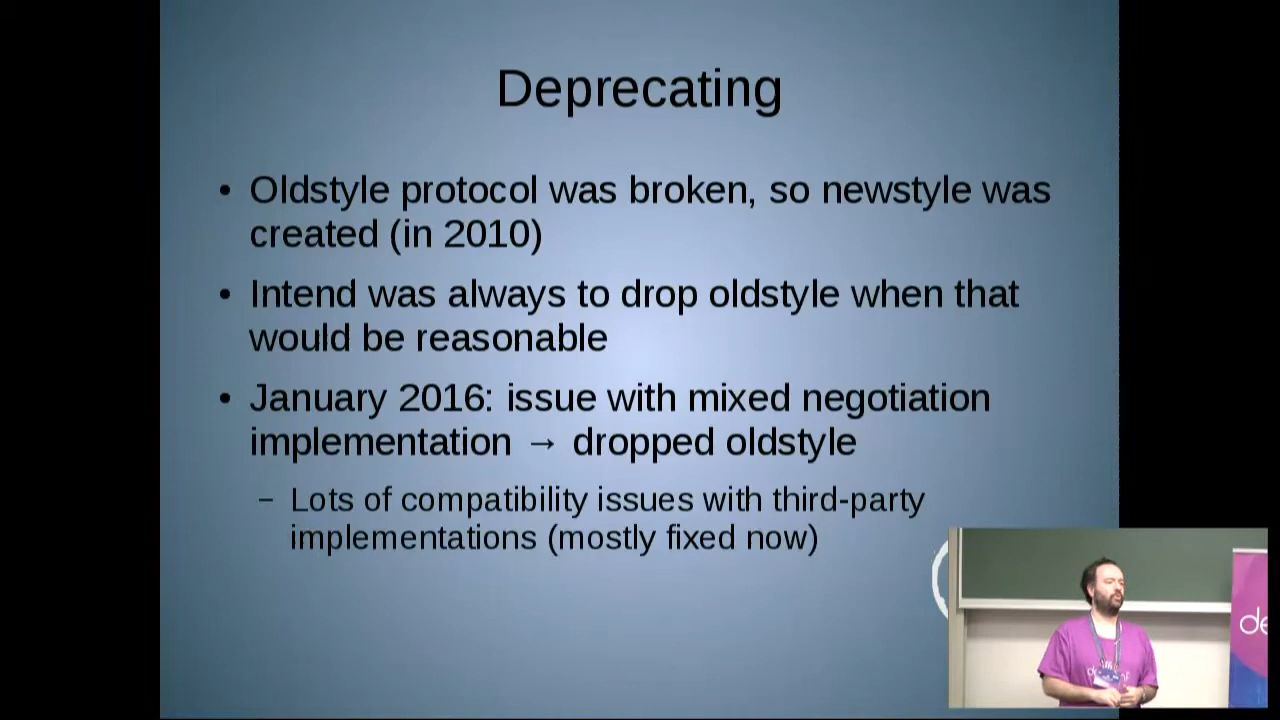 Deprecating
• Oldstyle protocol was broken, so newstyle was
created (in 2010)
• Intend was always to drop oldstyle when that
would be reasonable
• January 2016: issue with mixed negotiation
implementation → dropped oldstyle
– Lots of compatibility issues with third-party
implementations (mostly fixed now)
de